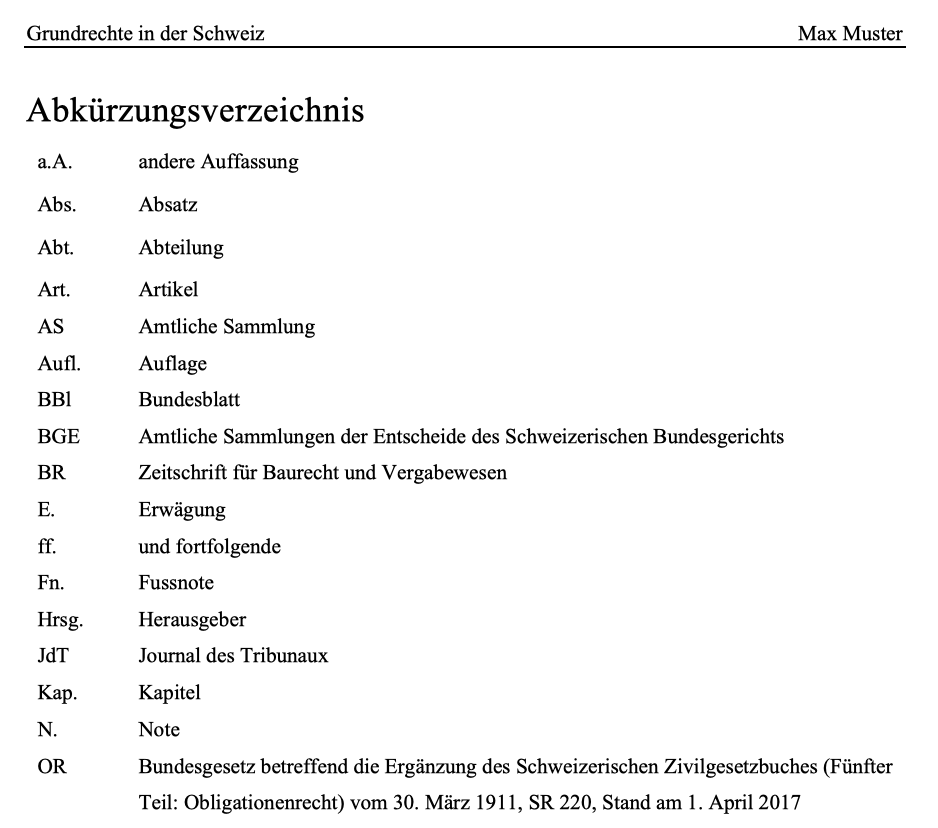 Grundrechte in der Schweiz Max Muster
Abkürzungsverzeichnis
a.A. andere Auffassung
Abs. Absatz
Abt. Abteilung
Art. Artikel
AS Amtliche Sammlung
Aufl. Auflage
BBl Bundesblatt
BGE Amtliche Sammlungen der Entscheide des Schweizerischen Bundesgerichts
BR Zeitschrift für Baurecht und Vergabewesen
E. Erwägung
ff. und fortfolgende
Fn. Fussnote
Hrsg. Herausgeber
JdT Journal des Tribunaux
Kap. Kapitel
N. Note
OR Bundesgesetz betreffend die Ergänzung des Schweizerischen Zivilgesetzbuches (Fünfter
Teil: Obligationenrecht) vom 30. März 1911, SR 220, Stand am 1. April 2017